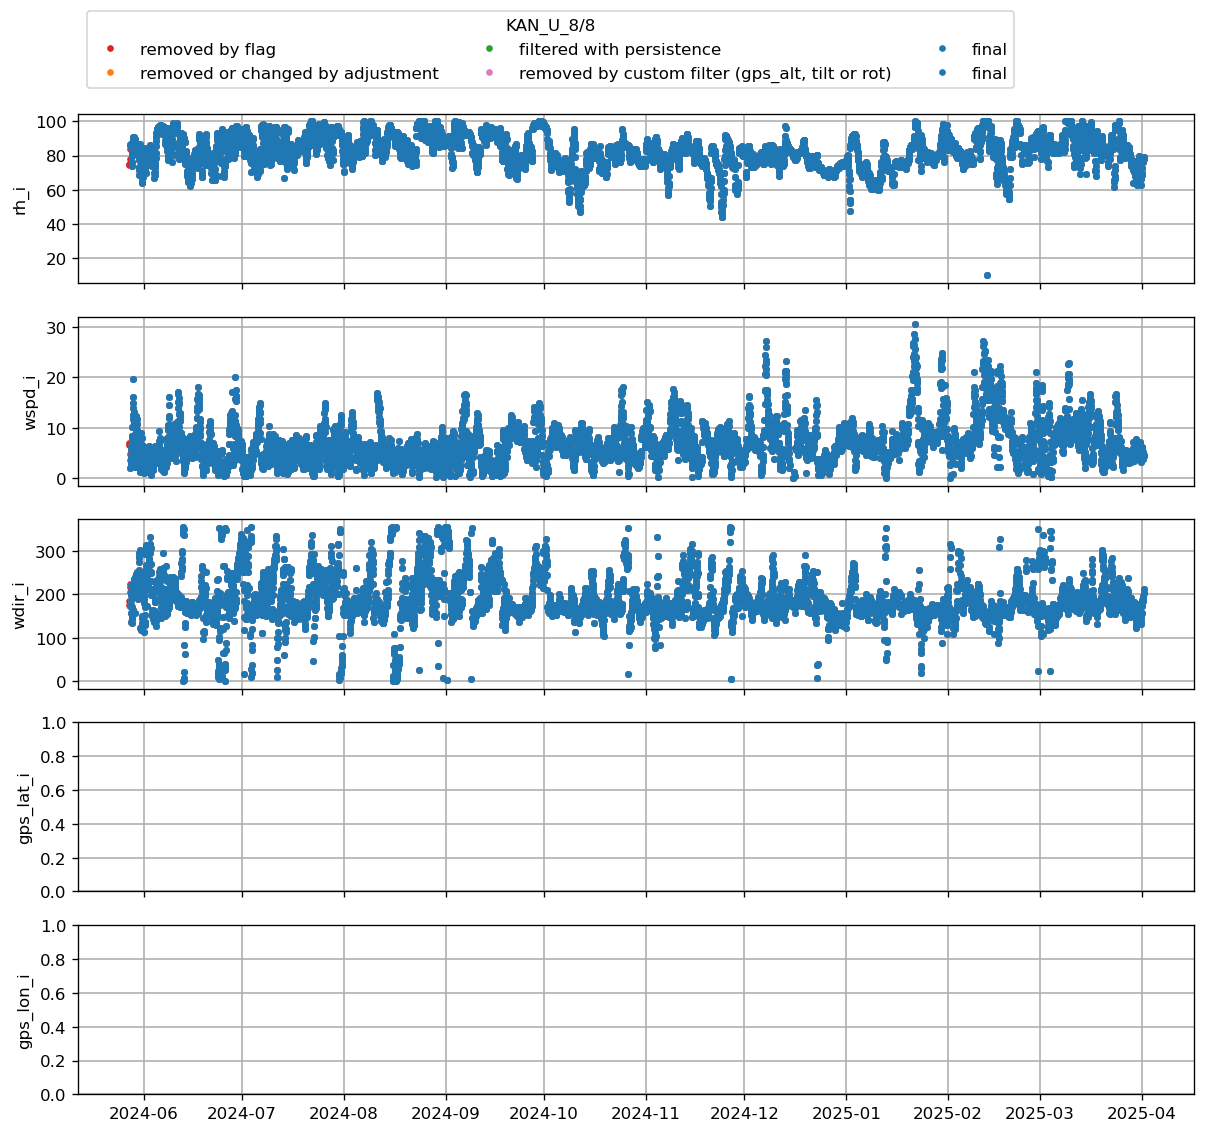 KAN_U_8/8
removed by flag
filtered with persistence
final
removed or changed by adjustment
removed by custom filter (gps_alt, tilt or rot)
final
rh_i
100
80
60
40
20
wspd_i
30
20
10
0
wdir_i
300
200
100
0
gps_lat_i
1.0
0.8
0.6
0.4
0.2
0.0
gps_lon_i
1.0
0.8
0.6
0.4
0.2
0.0
2024-06 2024-07 2024-08 2024-09 2024-10 2024-11 2024-12 2025-01 2025-02 2025-03 2025-04